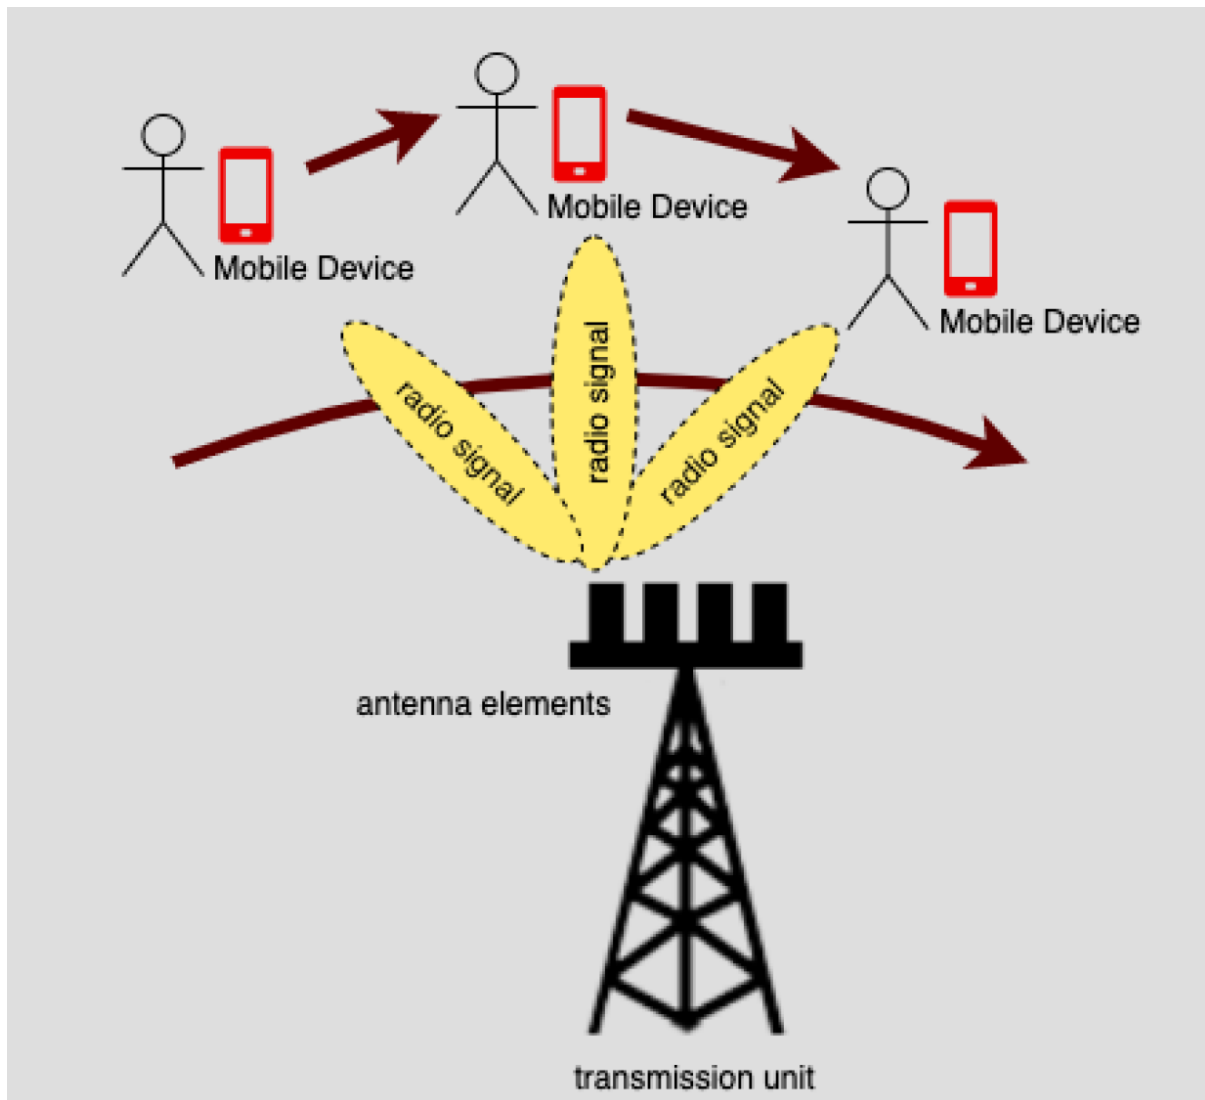 Mobile Device
Mobile Device
Mobile Device
radio signal
radio signal
radio signal
antenna elements
transmission unit